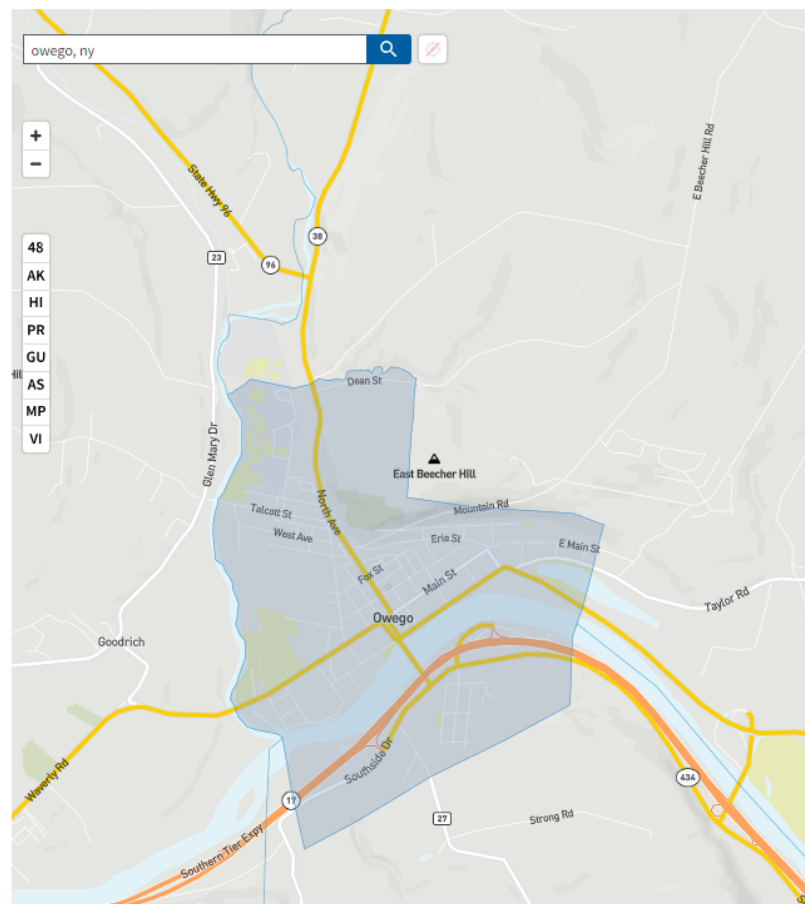 owego, ny
+
−
48
AK
HI
PR
GU
AS
MP
VI
State Hwy 96
38
96
23
E Beecher Hill Rd
Dean St
Glen Mary Dr
East Beecher Hill
North Ave
Mountain Rd
Talcott St
West Ave
Erie St
E Main St
Fox St
Main St
Taylor Rd
Owego
Goodrich
Southside Dr
434
Waverly Rd
17
27
Strong Rd
Southern Tier Expy